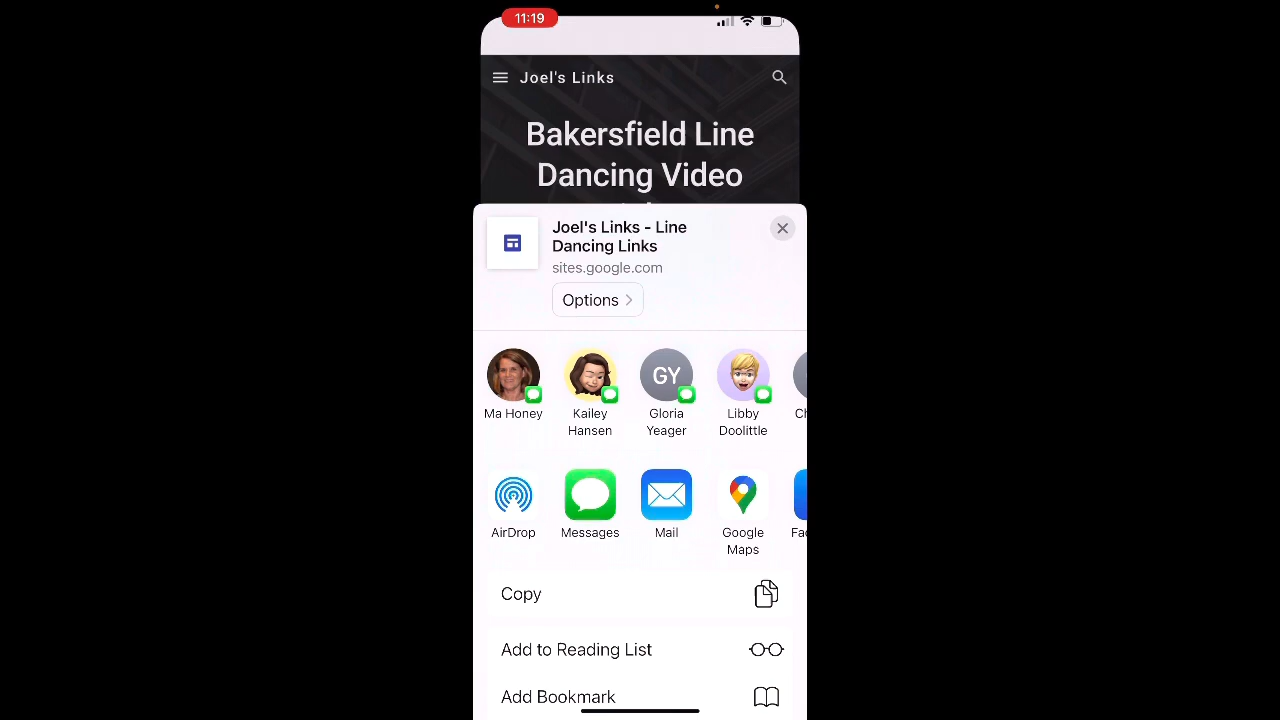 11:19
Joel's Links
Bakersfield Line
Dancing Video
Joel's Links - Line
Dancing Links
sites.google.com
Options
GY
Ma Honey
Kailey
Hansen
Gloria
Yeager
Libby
Doolittle
AirDrop
Messages
Mail
Google
Maps
Copy
Add to Reading List
Add Bookmark